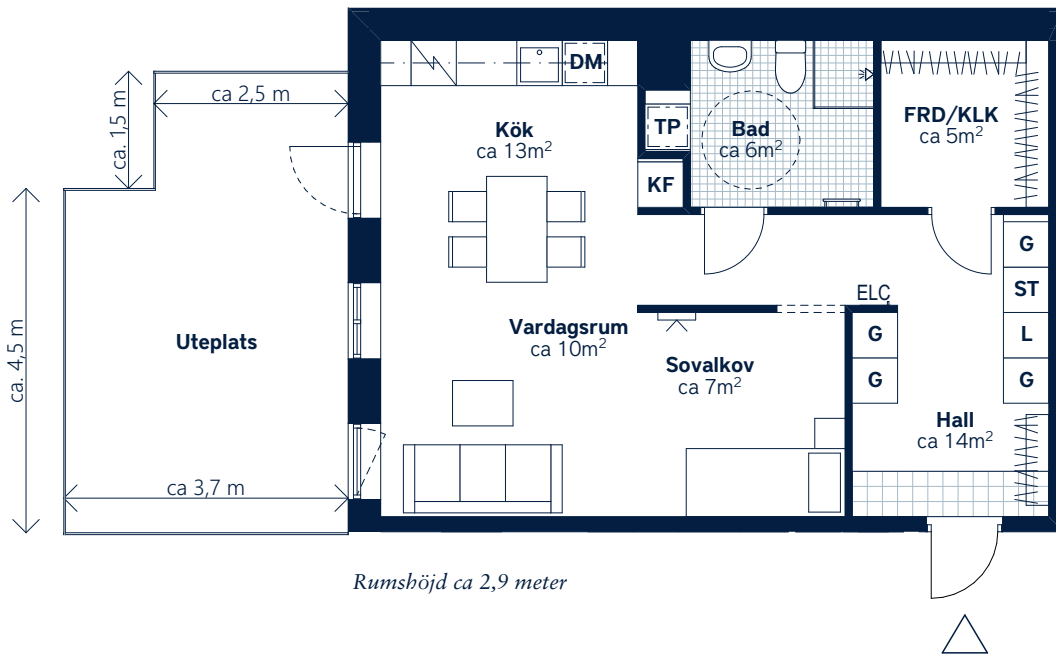 DM
ca 2,5 m
ca. 1,5 m
Kök
ca 13m²
TP
KF
Bad
ca 6m²
FRD/KLK
ca 5m²
G
ST
L
G
ELC
G
G
Uteplats
Vardagsrum
ca 10m²
Sovalkov
ca 7m²
Hall
ca 14m²
ca. 4,5 m
ca 3,7 m
Rumshöjd ca 2,9 meter